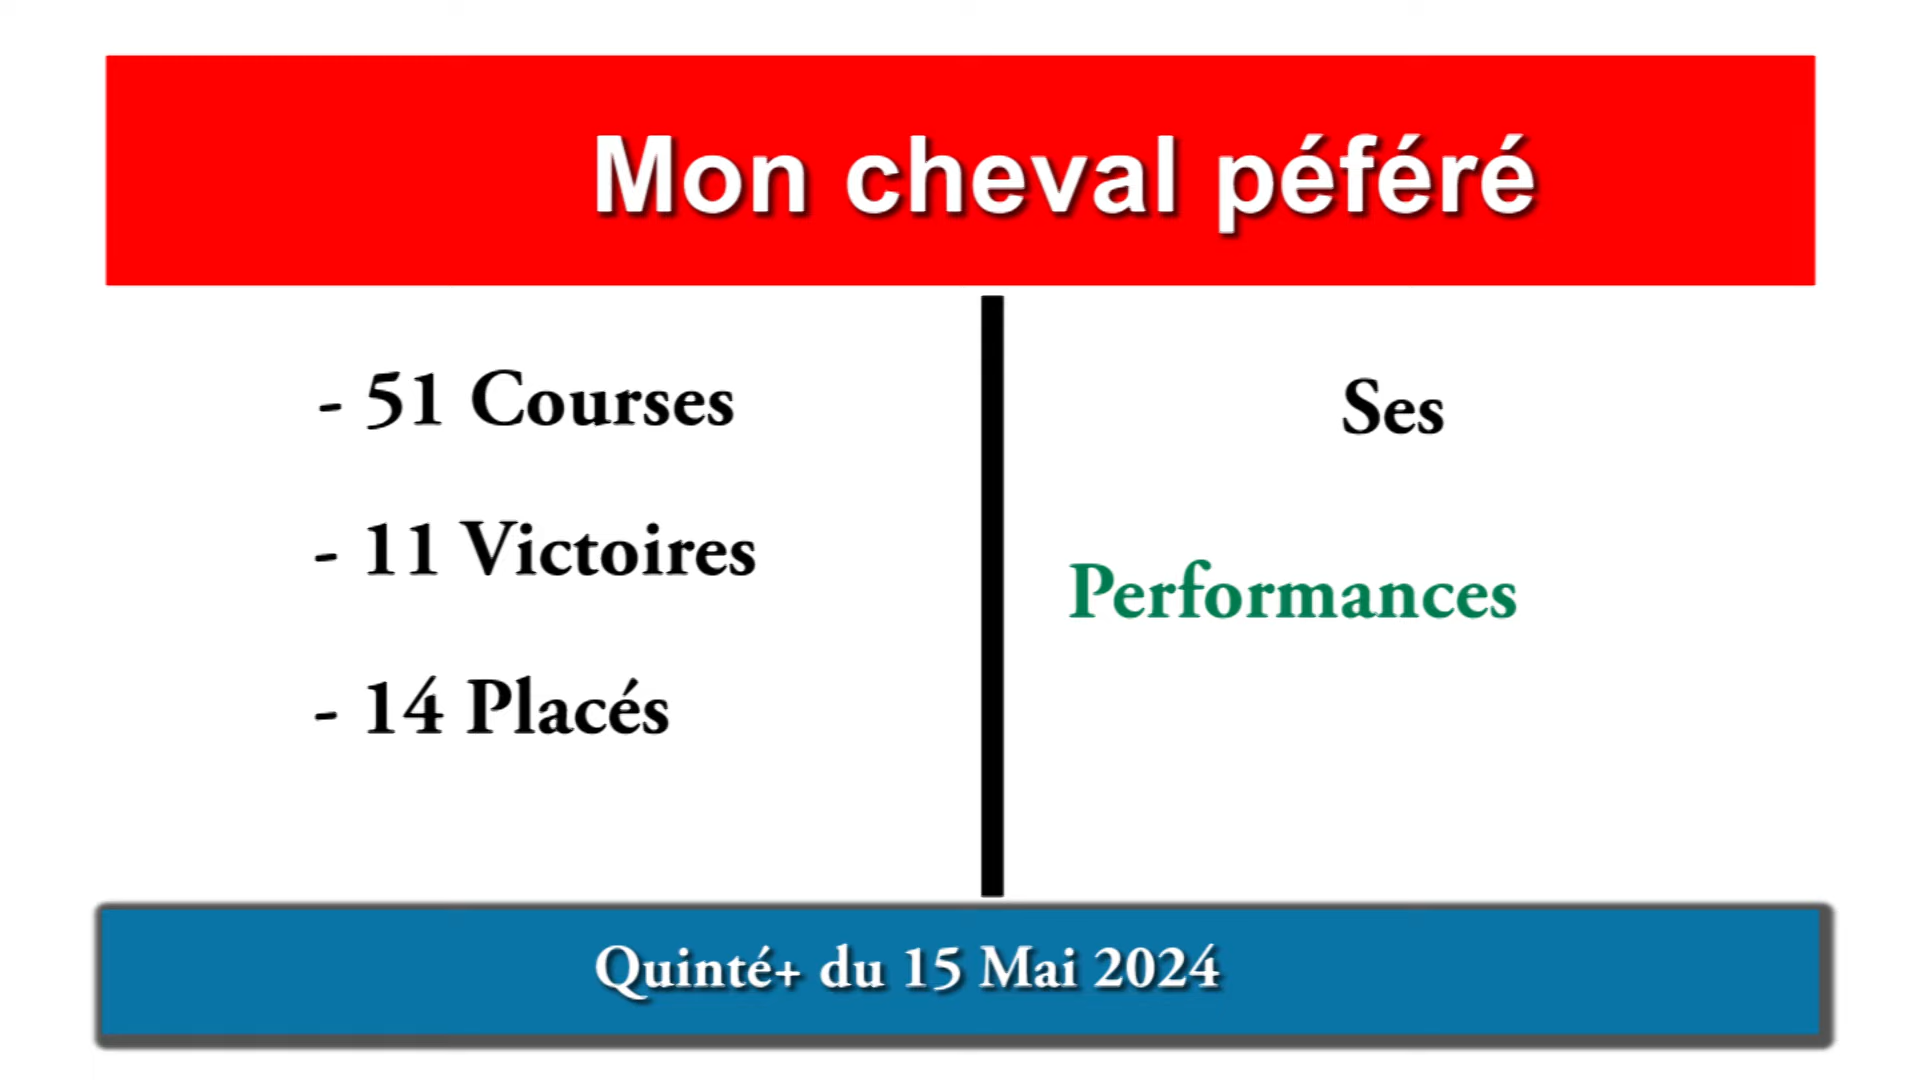 Mon cheval péféré
- 51 Courses
- 11 Victoires
- 14 Placés
Ses
Performances
Quinté+ du 15 Mai 2024